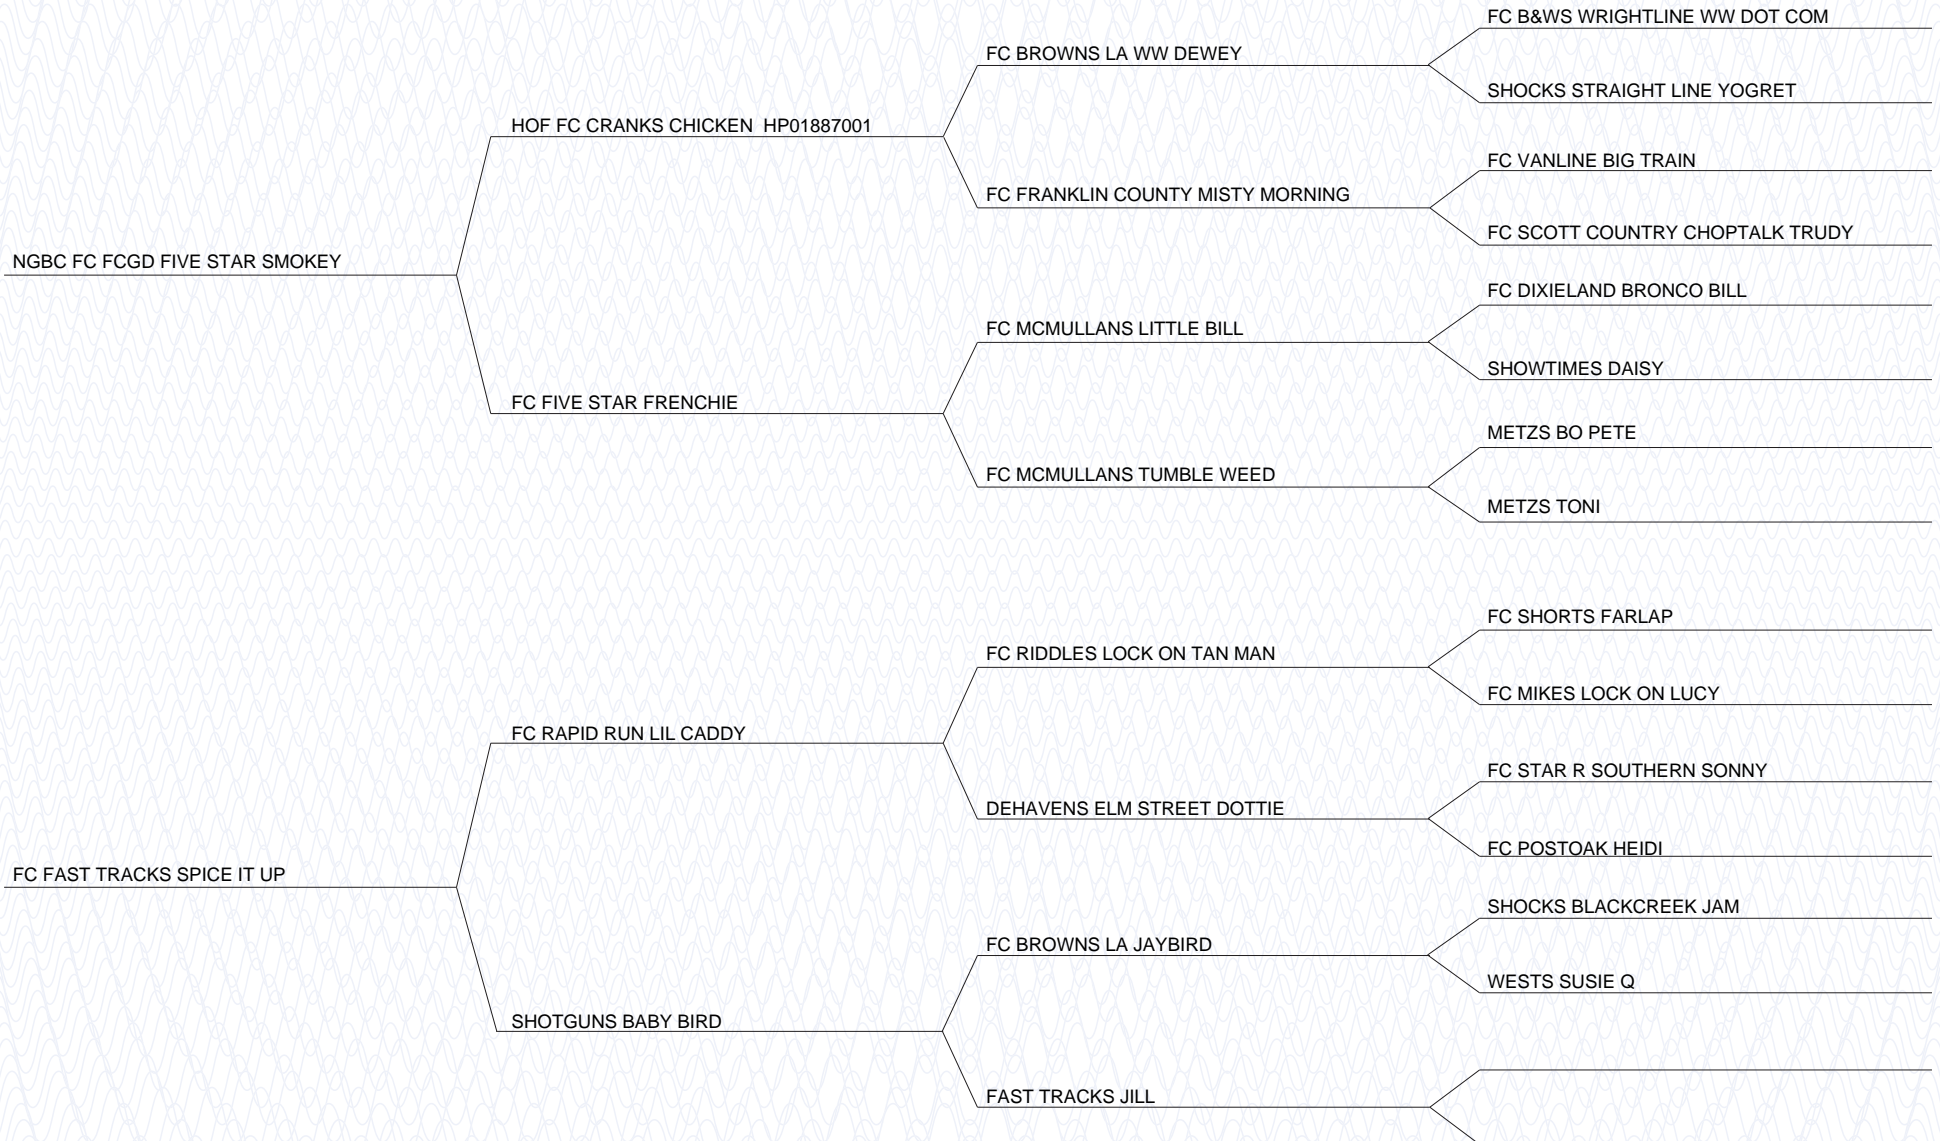 FC B&WS WRIGHTLINE WW DOT COM
FC BROWNS LA WW DEWEY
SHOCKS STRAIGHT LINE YOGRET
HOF FC CRANKS CHICKEN  HP01887001
FC VANLINE BIG TRAIN
FC FRANKLIN COUNTY MISTY MORNING
FC SCOTT COUNTRY CHOPTALK TRUDY
NGBC FC FCGD FIVE STAR SMOKEY
FC DIXIELAND BRONCO BILL
FC MCMULLANS LITTLE BILL
SHOWTIMES DAISY
FC FIVE STAR FRENCHIE
METZS BO PETE
FC MCMULLANS TUMBLE WEED
METZS TONI
FC SHORTS FARLAP
FC RIDDLES LOCK ON TAN MAN
FC MIKES LOCK ON LUCY
FC RAPID RUN LIL CADDY
FC STAR R SOUTHERN SONNY
DEHAVENS ELM STREET DOTTIE
FC POSTOAK HEIDI
FC FAST TRACKS SPICE IT UP
SHOCKS BLACKCREEK JAM
FC BROWNS LA JAYBIRD
WESTS SUSIE Q
SHOTGUNS BABY BIRD
FAST TRACKS JILL